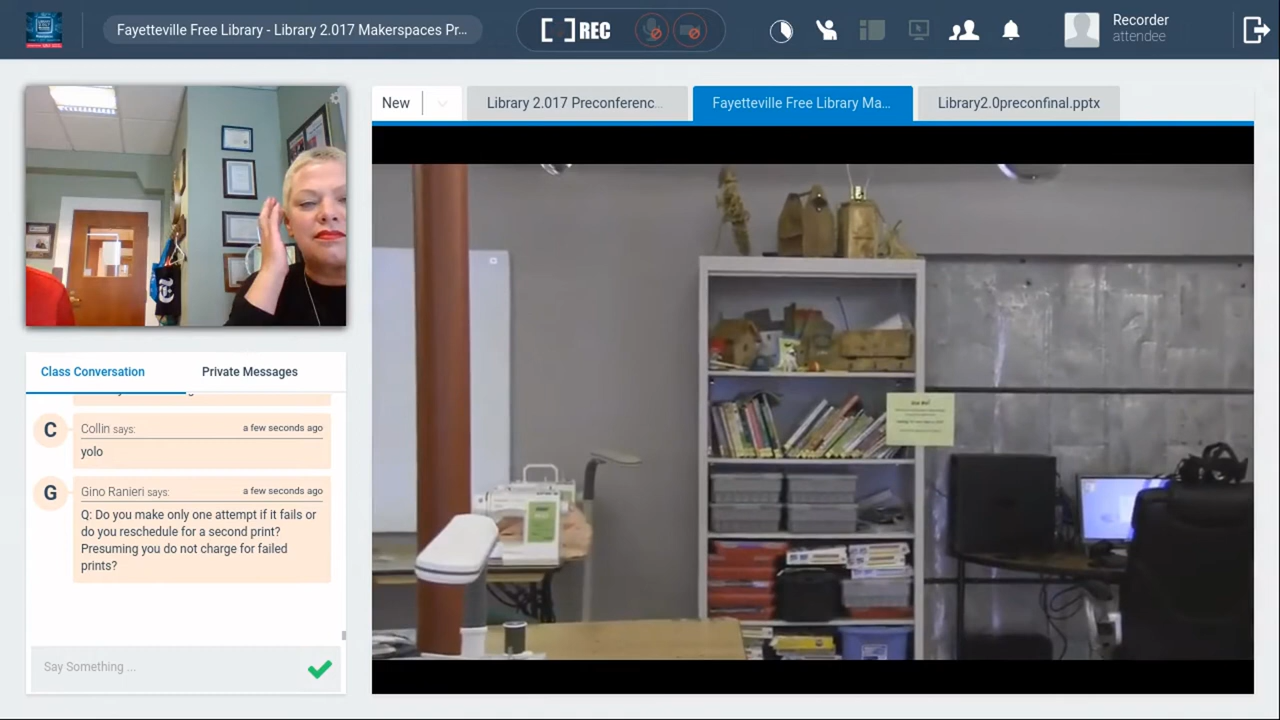 Fayetteville Free Library - Library 2.017 Makerspaces Pr...
REC
Recorder
attendee
New
Library 2.017 Preconferenc...
Fayetteville Free Library Ma...
Library2.0preconfinal.pptx
Class Conversation
Private Messages
C
Collin says:
a few seconds ago
yolo
G
Gino Ranieri says:
a few seconds ago
Q: Do you make only one attempt if it fails or
do you reschedule for a second print?
Presuming you do not charge for failed
prints?
Say Something ...